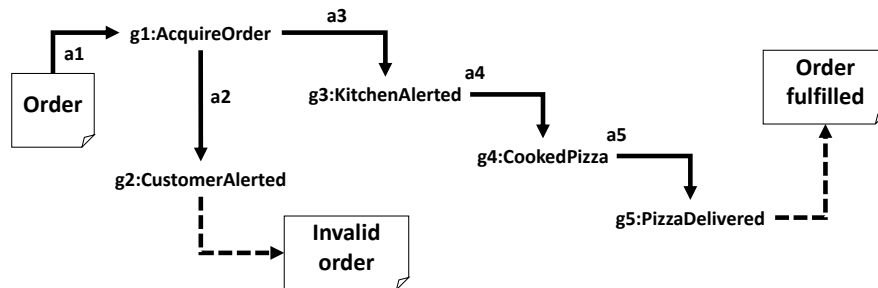 a1
g1:AcquireOrder
a3
Order
a2
g3:KitchenAlerted
a4
Order
fulfilled
g2:CustomerAlerted
g4:CookedPizza
a5
g5:PizzaDelivered
Invalid
order